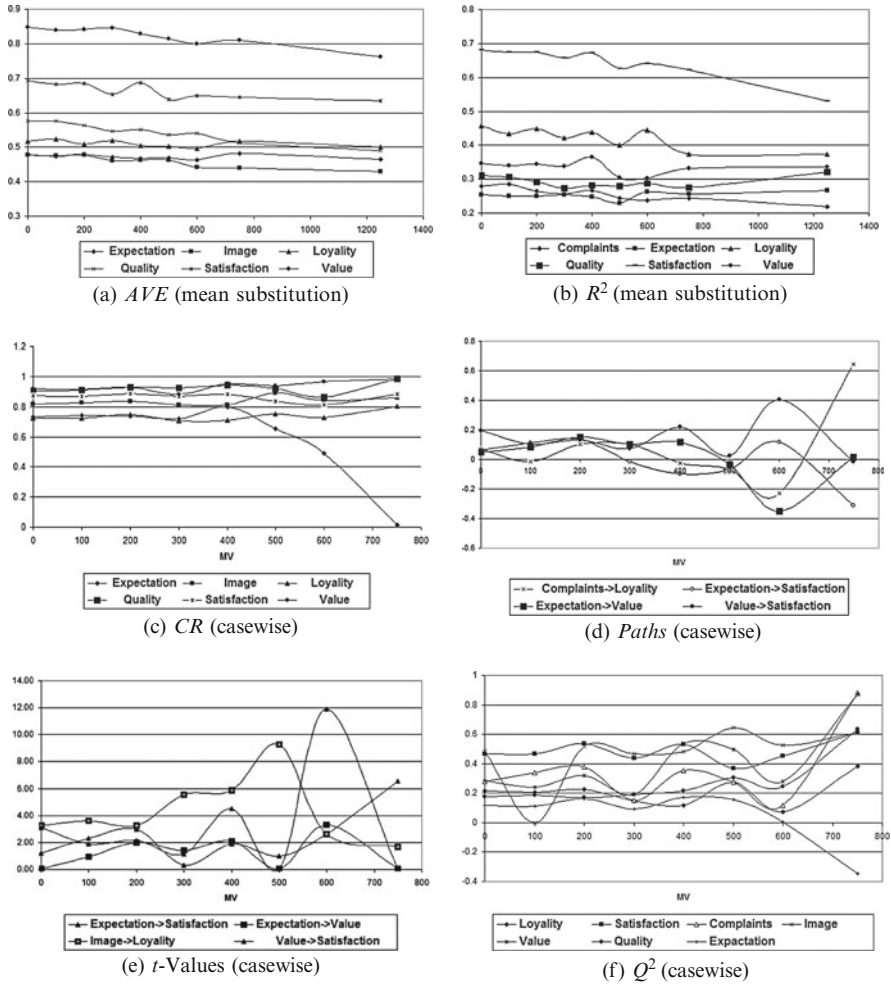 0.9
0.8
0.7
0.6
0.5
0.4
0.3
0 200 400 600 800 1000 1200 1400
Expectation Image Loyality
Quality Satisfaction Value
(a) AVE (mean substitution)
0.8
0.7
0.6
0.5
0.4
0.3
0.2
0 200 400 600 800 1000 1200 1400
Complaints Expectation Loyality
Quality Satisfaction Value
(b) R² (mean substitution)
1.2
1
0.8
0.6
0.4
0.2
0
0 100 200 300 400 500 600 700 800
MV
Expectation Image Loyality
Quality Satisfaction Value
(c) CR (casewise)
0.8
0.6
0.4
0.2
0
-0.2
-0.4
-0.6
0 100 200 300 400 500 600 700 800
MV
Complaints->Loyality Expectation->Satisfaction
Expectation->Value Value->Satisfaction
(d) Paths (casewise)
14.00
12.00
10.00
8.00
6.00
4.00
2.00
0.00
0 100 200 300 400 500 600 700 800
MV
Expectation->Satisfaction Expectation->Value
Image->Loyality Value->Satisfaction
(e) t-Values (casewise)
1
0.8
0.6
0.4
0.2
0
-0.2
-0.4
0 100 200 300 400 500 600 700 800
MV
Loyality Satisfaction Complaints Image
Value Quality Expactation
(f) Q² (casewise)